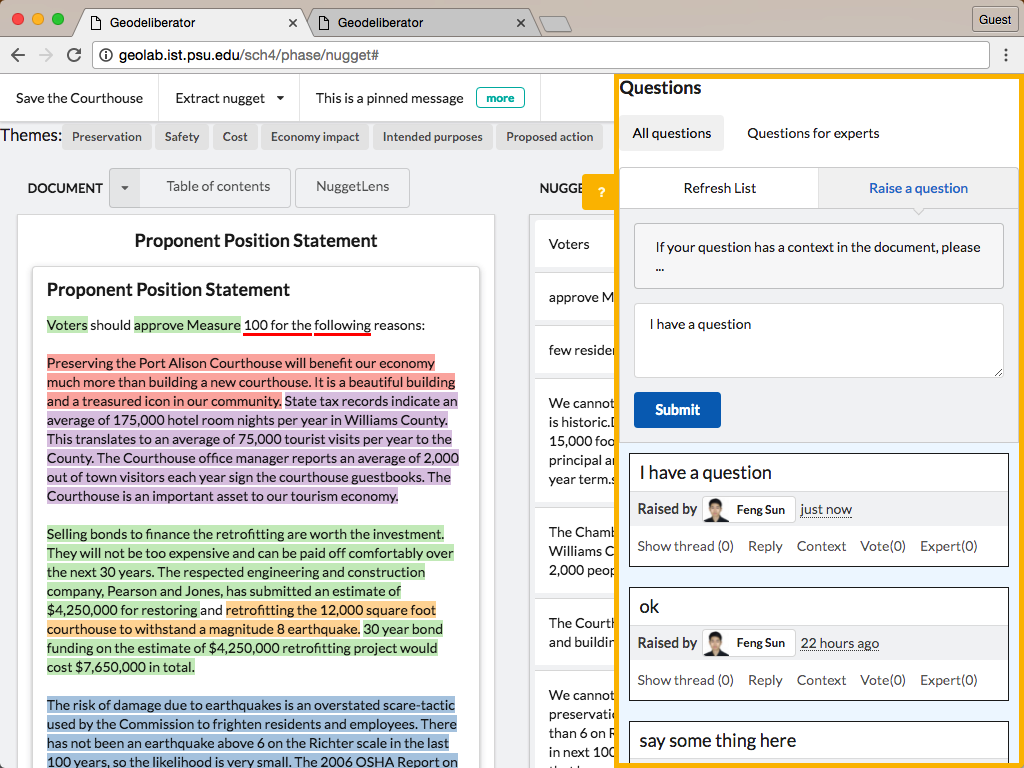 Geodeliberator
Geodeliberator
Guest
geolab.ist.psu.edu/sch4/phase/nugget#
Save the Courthouse
Extract nugget
This is a pinned message
more
Themes:
Preservation
Safety
Cost
Economy impact
Intended purposes
Proposed action
DOCUMENT
Table of contents
NuggetLens
Proponent Position Statement
Proponent Position Statement
Voters should approve Measure 100 for the following reasons:
Preserving the Port Alison Courthouse will benefit our economy
much more than building a new courthouse. It is a beautiful building
and a treasured icon in our community. State tax records indicate an
average of 175,000 hotel room nights per year in Williams County.
This translates to an average of 75,000 tourist visits per year to the
County. The Courthouse office manager reports an average of 2,000
out of town visitors each year sign the courthouse guestbooks. The
Courthouse is an important asset to our tourism economy.
Selling bonds to finance the retrofitting are worth the investment.
They will not be too expensive and can be paid off comfortably over
the next 30 years. The respected engineering and construction
company, Pearson and Jones, has submitted an estimate of
$4,250,000 for restoring and retrofitting the 12,000 square foot
courthouse to withstand a magnitude 8 earthquake. 30 year bond
funding on the estimate of $4,250,000 retrofitting project would
cost $7,650,000 in total.
The risk of damage due to earthquakes is an overstated scare-tactic
used by the Commission to frighten residents and employees. There
has not been an earthquake above 6 on the Richter scale in the last
100 years, so the likelihood is very small. The 2006 OSHA Report on
NUGGE
?
Voters
approve M
few reside
We cannot
is historic.
15,000 foo
principal a
year term.s
The Chamb
Williams C
2,000 peop
The Court
and buildin
We cannot
preservati
than 6 on R
in next 100
Questions
All questions
Questions for experts
Refresh List
Raise a question
If your question has a context in the document, please
...
I have a question
Submit
I have a question
Raised by Feng Sun just now
Show thread (0) Reply Context Vote(0) Expert(0)
ok
Raised by Feng Sun 22 hours ago
Show thread (0) Reply Context Vote(0) Expert(0)
say some thing here